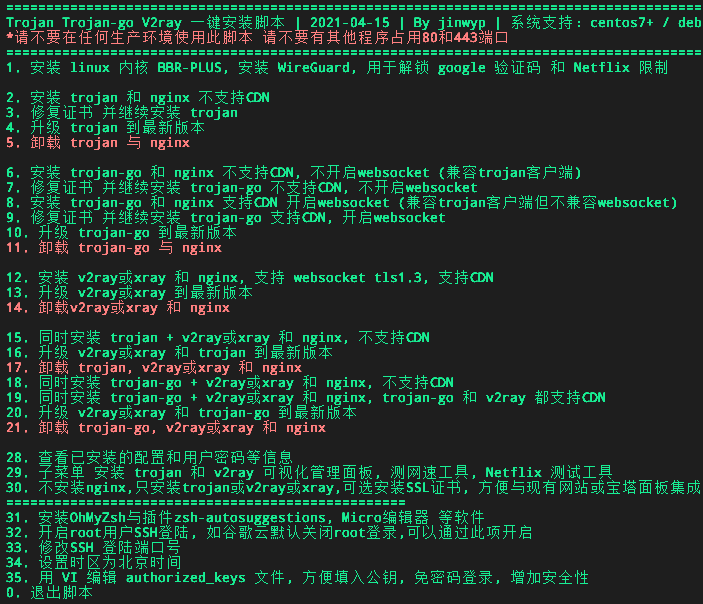 ===============================================================================
Trojan Trojan-go V2ray 一键安装脚本 | 2021-04-15 | By jinwyp | 系统支持: centos7+ / deb
*请不要在任何生产环境使用此脚本 请不要有其他程序占用80和443端口
===============================================================================
1. 安装 linux 内核 BBR-PLUS, 安装 WireGuard, 用于解锁 google 验证码 和 Netflix 限制
2. 安装 trojan 和 nginx 不支持CDN
3. 修复证书 并继续安装 trojan
4. 升级 trojan 到最新版本
5. 卸载 trojan 与 nginx
6. 安装 trojan-go 和 nginx 不支持CDN, 不开启websocket (兼容trojan客户端)
7. 修复证书 并继续安装 trojan-go 不支持CDN, 不开启websocket
8. 安装 trojan-go 和 nginx 支持CDN 开启websocket (兼容trojan客户端但不兼容websocket)
9. 修复证书 并继续安装 trojan-go 支持CDN, 开启websocket
10. 升级 trojan-go 到最新版本
11. 卸载 trojan-go 与 nginx
12. 安装 v2ray或xray 和 nginx, 支持 websocket tls1.3, 支持CDN
13. 升级 v2ray或xray 到最新版本
14. 卸载v2ray或xray 和 nginx
15. 同时安装 trojan + v2ray或xray 和 nginx, 不支持CDN
16. 升级 v2ray或xray 和 trojan 到最新版本
17. 卸载 trojan, v2ray或xray 和 nginx
18. 同时安装 trojan-go + v2ray或xray 和 nginx, 不支持CDN
19. 同时安装 trojan-go + v2ray或xray 和 nginx, trojan-go 和 v2ray 都支持CDN
20. 升级 v2ray或xray 和 trojan-go 到最新版本
21. 卸载 trojan-go, v2ray或xray 和 nginx
28. 查看已安装的配置和用户密码等信息
29. 子菜单 安装 trojan 和 v2ray 可视化管理面板, 测网速工具, Netflix 测试工具
30. 不安装nginx,只安装trojan或v2ray或xray,可选安装SSL证书, 方便与现有网站或宝塔面板集成
=============================================
31. 安装OhMyZsh与插件zsh-autosuggestions, Micro编辑器 等软件
32. 开启root用户SSH登陆, 如谷歌云默认关闭root登录,可以通过此项开启
33. 修改SSH 登陆端口号
34. 设置时区为北京时间
35. 用 VI 编辑 authorized_keys 文件, 方便填入公钥, 免密码登录, 增加安全性
0. 退出脚本